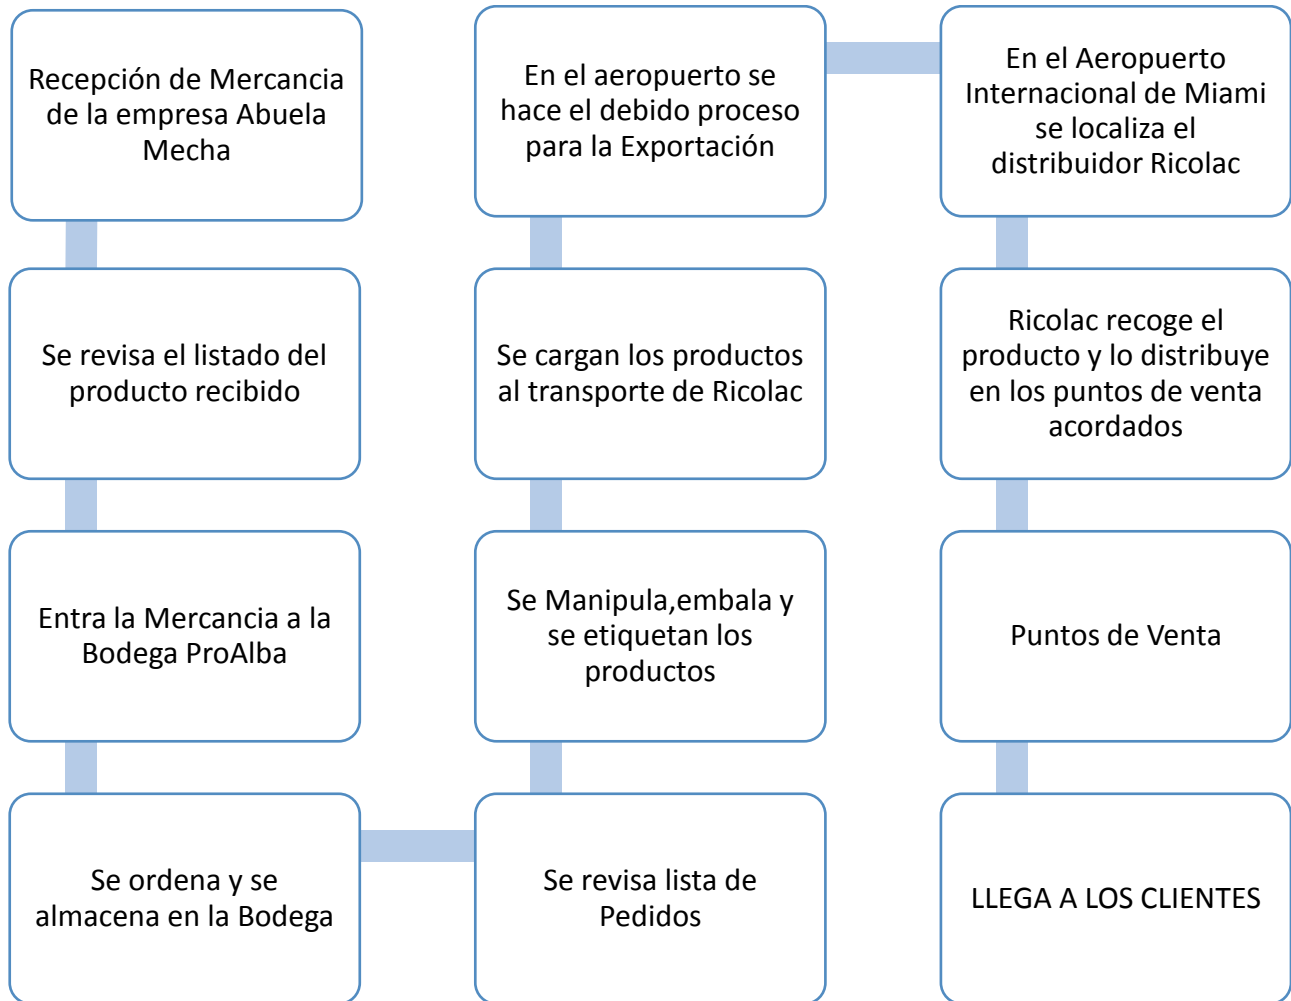 Recepción de Mercancia
de la empresa Abuela
Mecha
Se revisa el listado del
producto recibido
Entra la Mercancia a la
Bodega ProAlba
Se ordena y se
almacena en la Bodega
Se revisa lista de
Pedidos
Se Manipula,embala y
se etiquetan los
productos
Se cargan los productos
al transporte de Ricolac
En el aeropuerto se
hace el debido proceso
para la Exportación
En el Aeropuerto
Internacional de Miami
se localiza el
distribuidor Ricolac
Ricolac recoge el
producto y lo distribuye
en los puntos de venta
acordados
Puntos de Venta
LLEGA A LOS CLIENTES